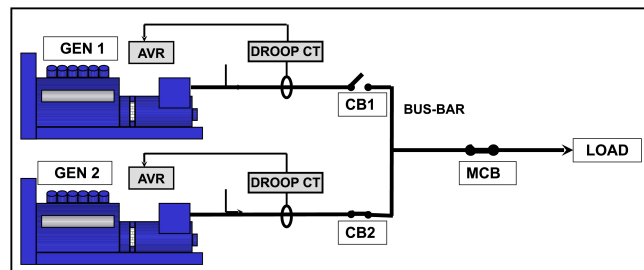 GEN 1
AVR
DROOP CT
CB1
BUS-BAR
MCB
LOAD
GEN 2
AVR
DROOP CT
CB2